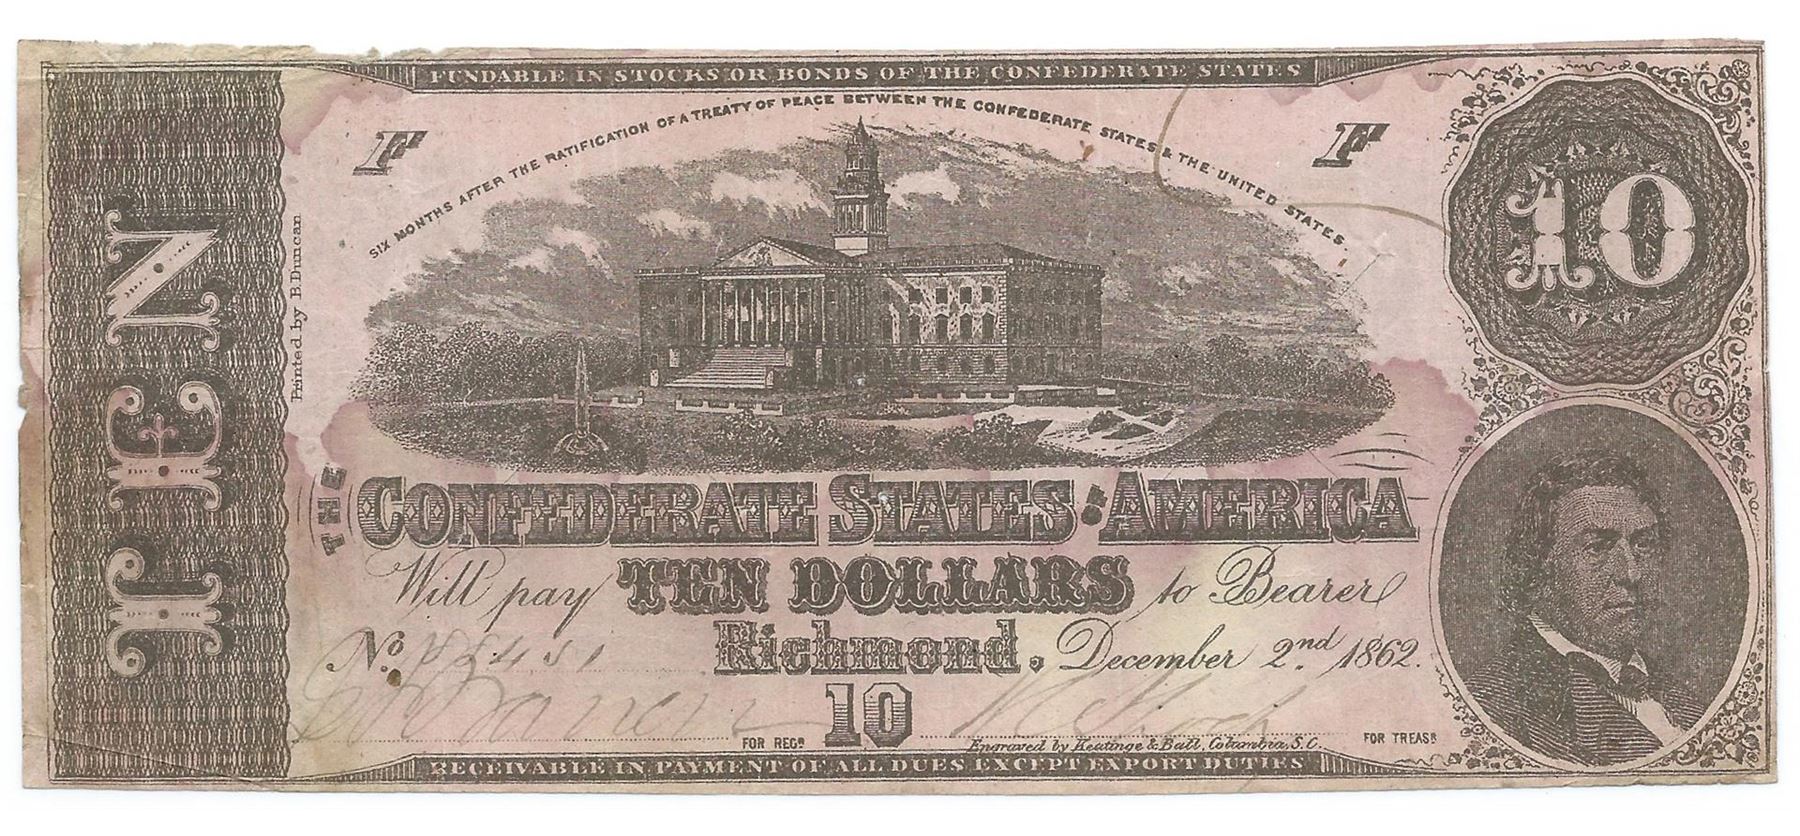 FUNDABLE IN STOCKS OR BONDS OF THE CONFEDERATE STATES
SIX MONTHS AFTER THE RATIFICATION OF A TREATY OF PEACE BETWEEN THE CONFEDERATE STATES & THE UNITED STATES.
F
F
10
TEN
Printed by B. Duncan
THE CONFEDERATE STATES OF AMERICA
Will pay TEN DOLLARS to Bearer
No
Richmond, December 2nd 1862.
10
FOR REGR
FOR TREASR
Engraved by Keatinge & Ball, Columbia, S.C.
RECEIVABLE IN PAYMENT OF ALL DUES EXCEPT EXPORT DUTIES